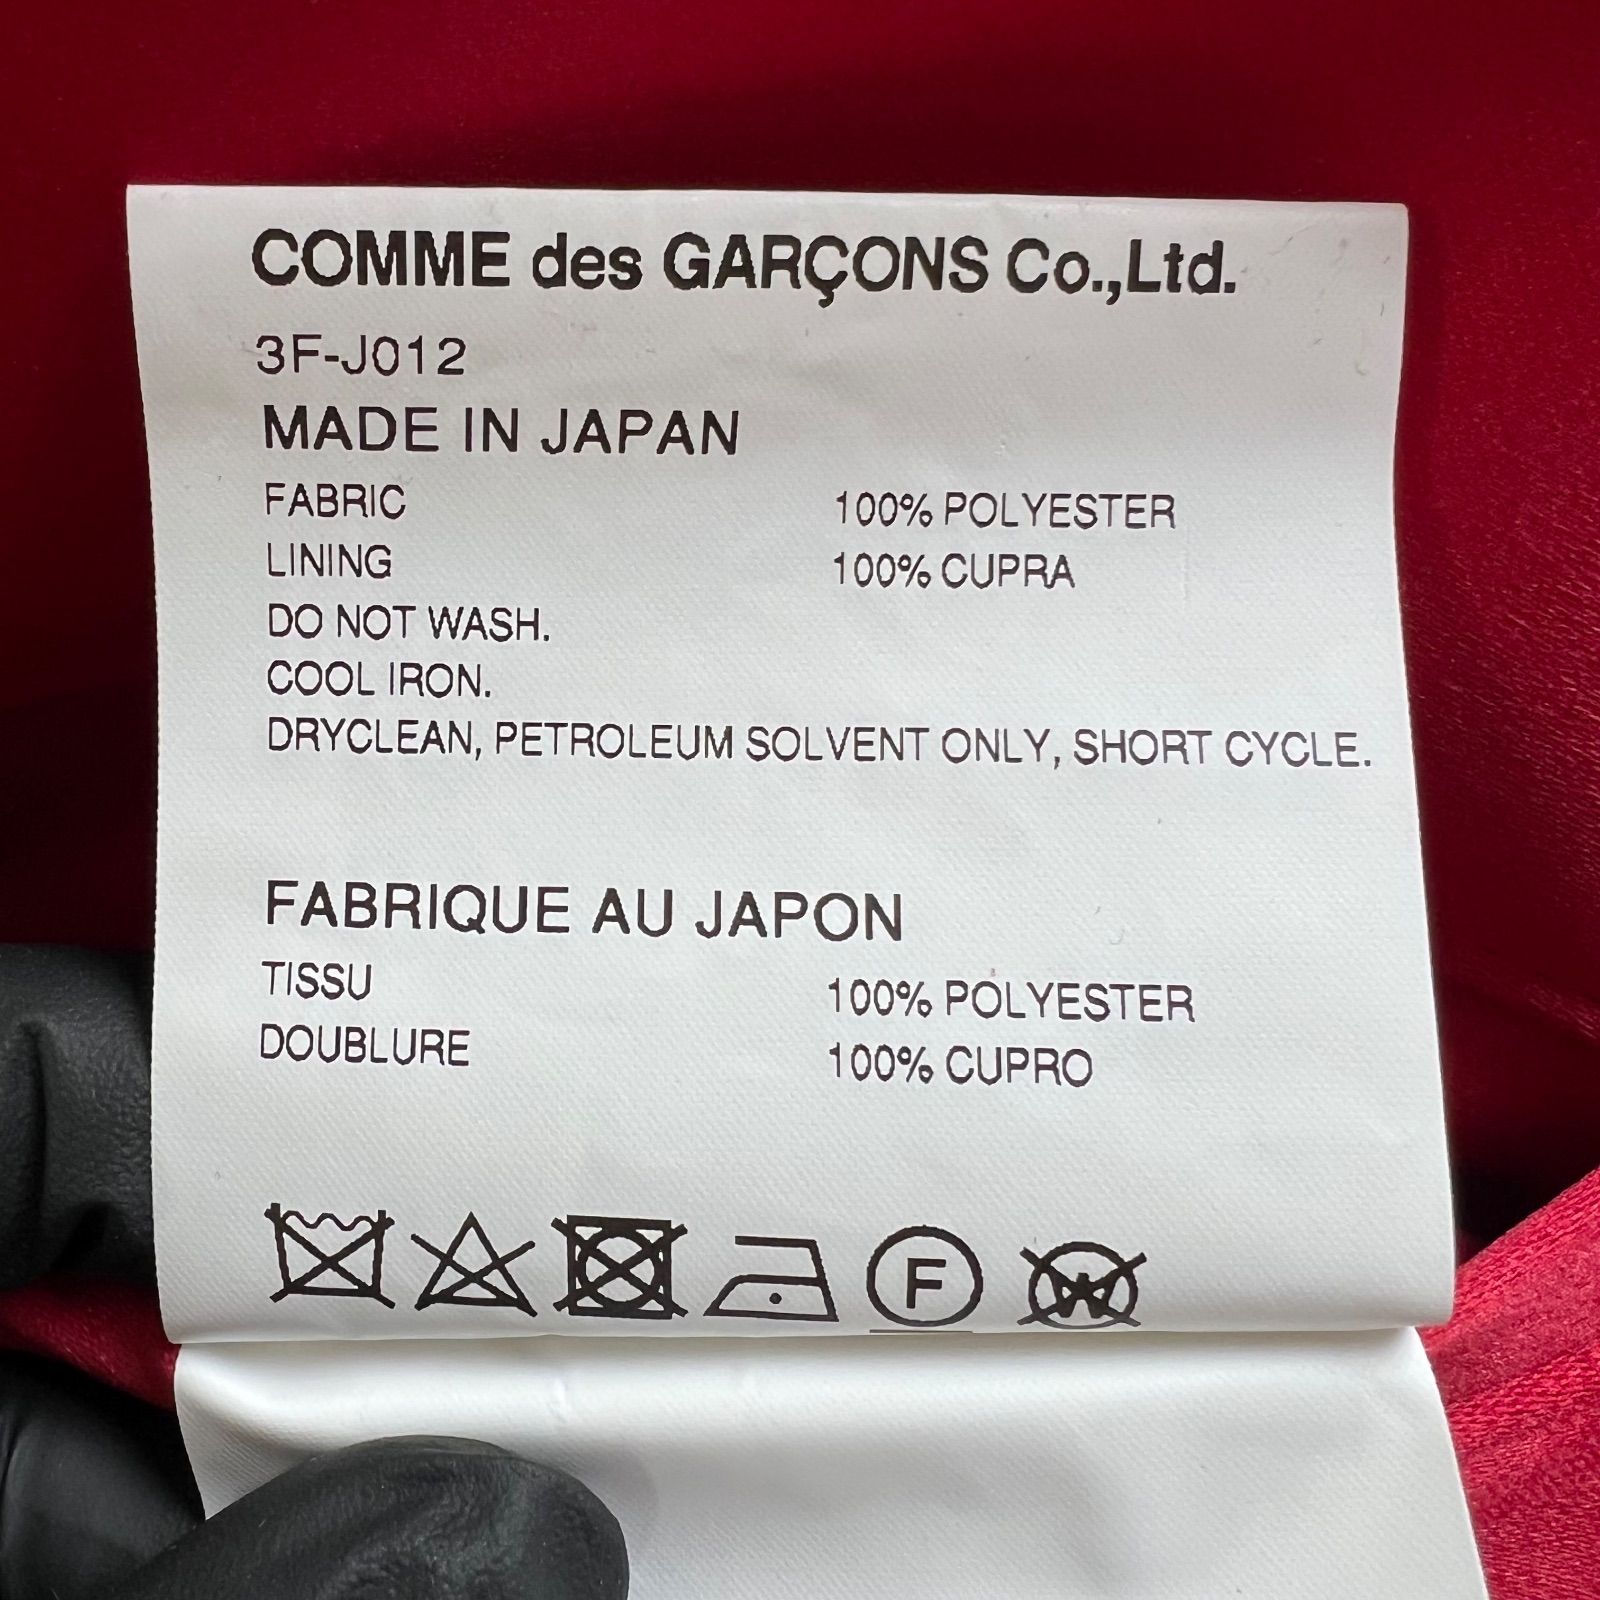 COMME des GARÇONS Co.,Ltd.
3F-J012
MADE IN JAPAN
FABRIC 100% POLYESTER
LINING 100% CUPRA
DO NOT WASH.
COOL IRON.
DRYCLEAN, PETROLEUM SOLVENT ONLY, SHORT CYCLE.
FABRIQUE AU JAPON
TISSU 100% POLYESTER
DOUBLURE 100% CUPRO
F W